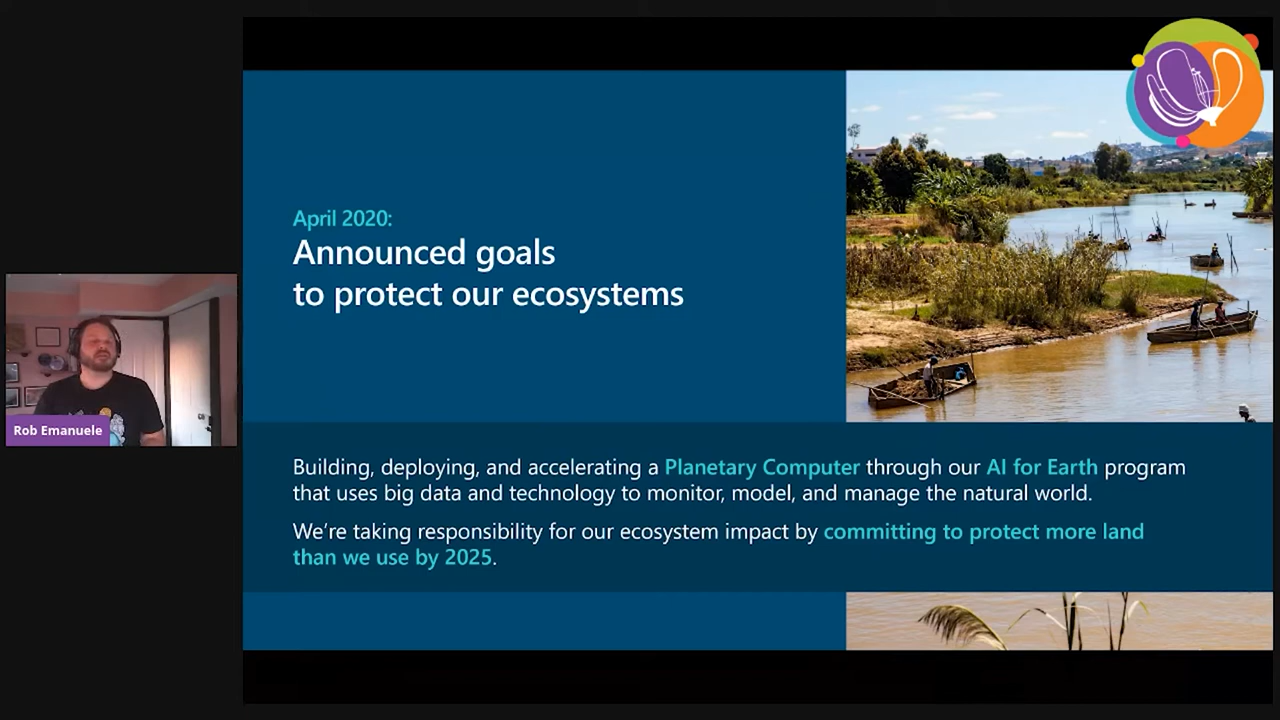 April 2020:
Announced goals
to protect our ecosystems
Rob Emanuele
Building, deploying, and accelerating a Planetary Computer through our AI for Earth program
that uses big data and technology to monitor, model, and manage the natural world.
We’re taking responsibility for our ecosystem impact by committing to protect more land
than we use by 2025.